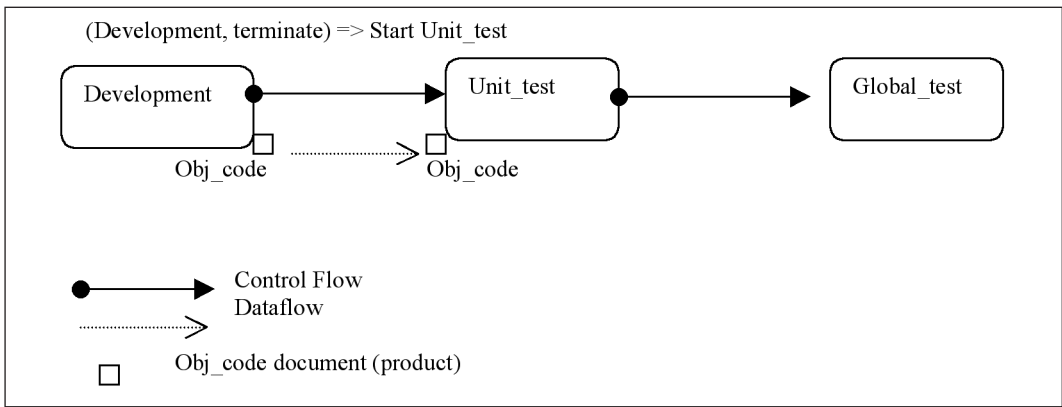 (Development, terminate) => Start Unit_test
Development
Unit_test
Global_test
Obj_code
Obj_code
Control Flow
Dataflow
Obj_code document (product)